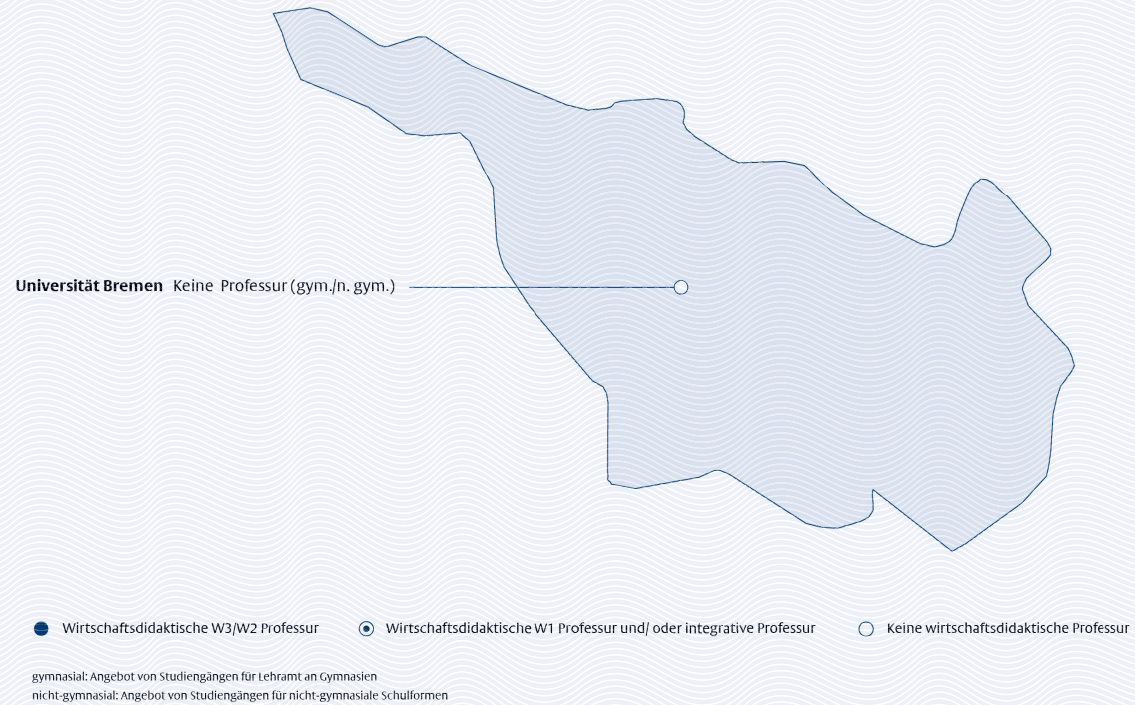 Universität Bremen Keine Professur (gym./n. gym.)
Wirtschaftsdidaktische W3/W2 Professur
Wirtschaftsdidaktische W1 Professur und/ oder integrative Professur
Keine wirtschaftsdidaktische Professur
gymnasial: Angebot von Studiengängen für Lehramt an Gymnasien
nicht-gymnasial: Angebot von Studiengängen für nicht-gymnasiale Schulformen